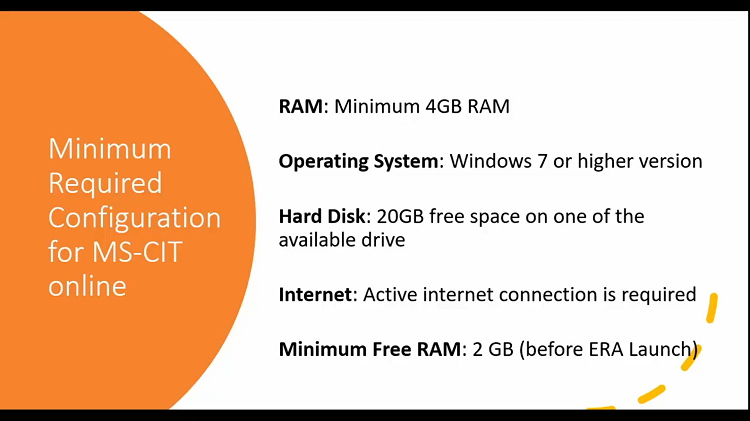 Minimum
Required
Configuration
for MS-CIT
online
RAM: Minimum 4GB RAM
Operating System: Windows 7 or higher version
Hard Disk: 20GB free space on one of the
available drive
Internet: Active internet connection is required
Minimum Free RAM: 2 GB (before ERA Launch)